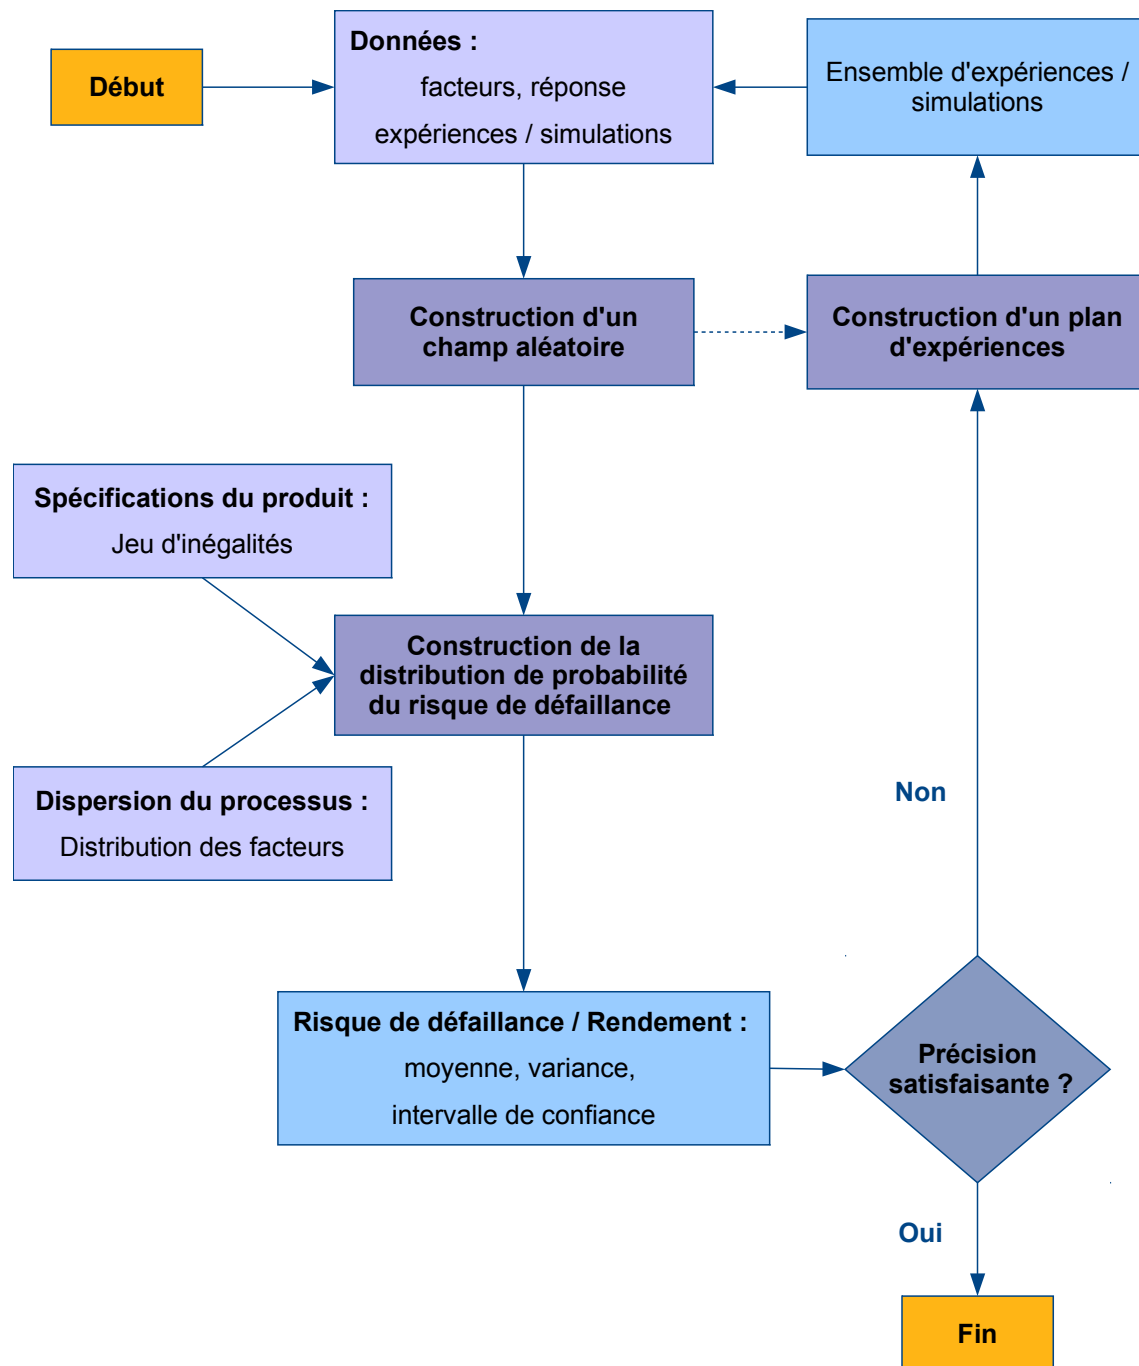 Début
Données :
facteurs, réponse
expériences / simulations
Ensemble d'expériences /
simulations
Construction d'un
champ aléatoire
Construction d'un plan
d'expériences
Spécifications du produit :
Jeu d'inégalités
Construction de la
distribution de probabilité
du risque de défaillance
Dispersion du processus :
Distribution des facteurs
Non
Risque de défaillance / Rendement :
moyenne, variance,
intervalle de confiance
Précision
satisfaisante ?
Oui
Fin